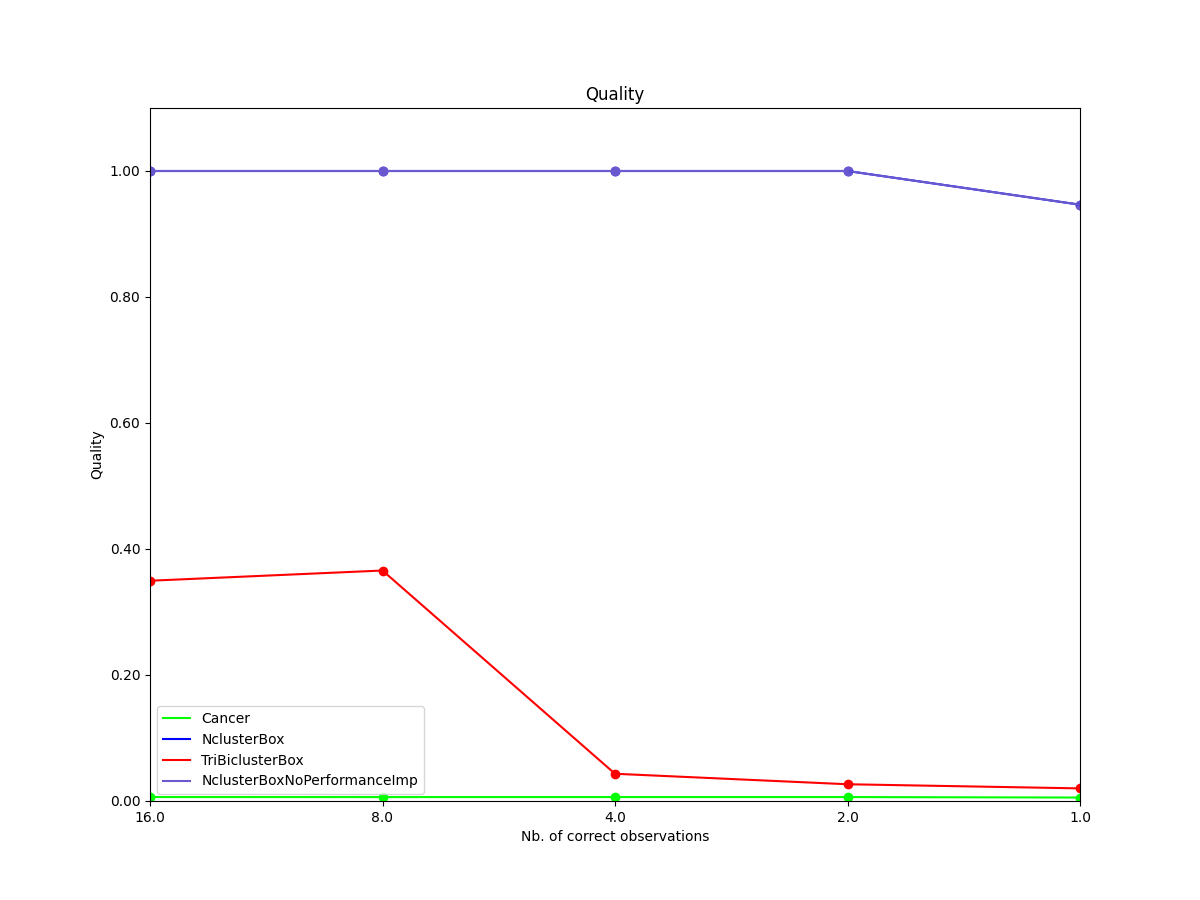 Quality
1.00
0.80
0.60
0.40
0.20
0.00
Quality
Cancer
NclusterBox
TriBiclusterBox
NclusterBoxNoPerformanceImp
16.0 8.0 4.0 2.0 1.0
Nb. of correct observations